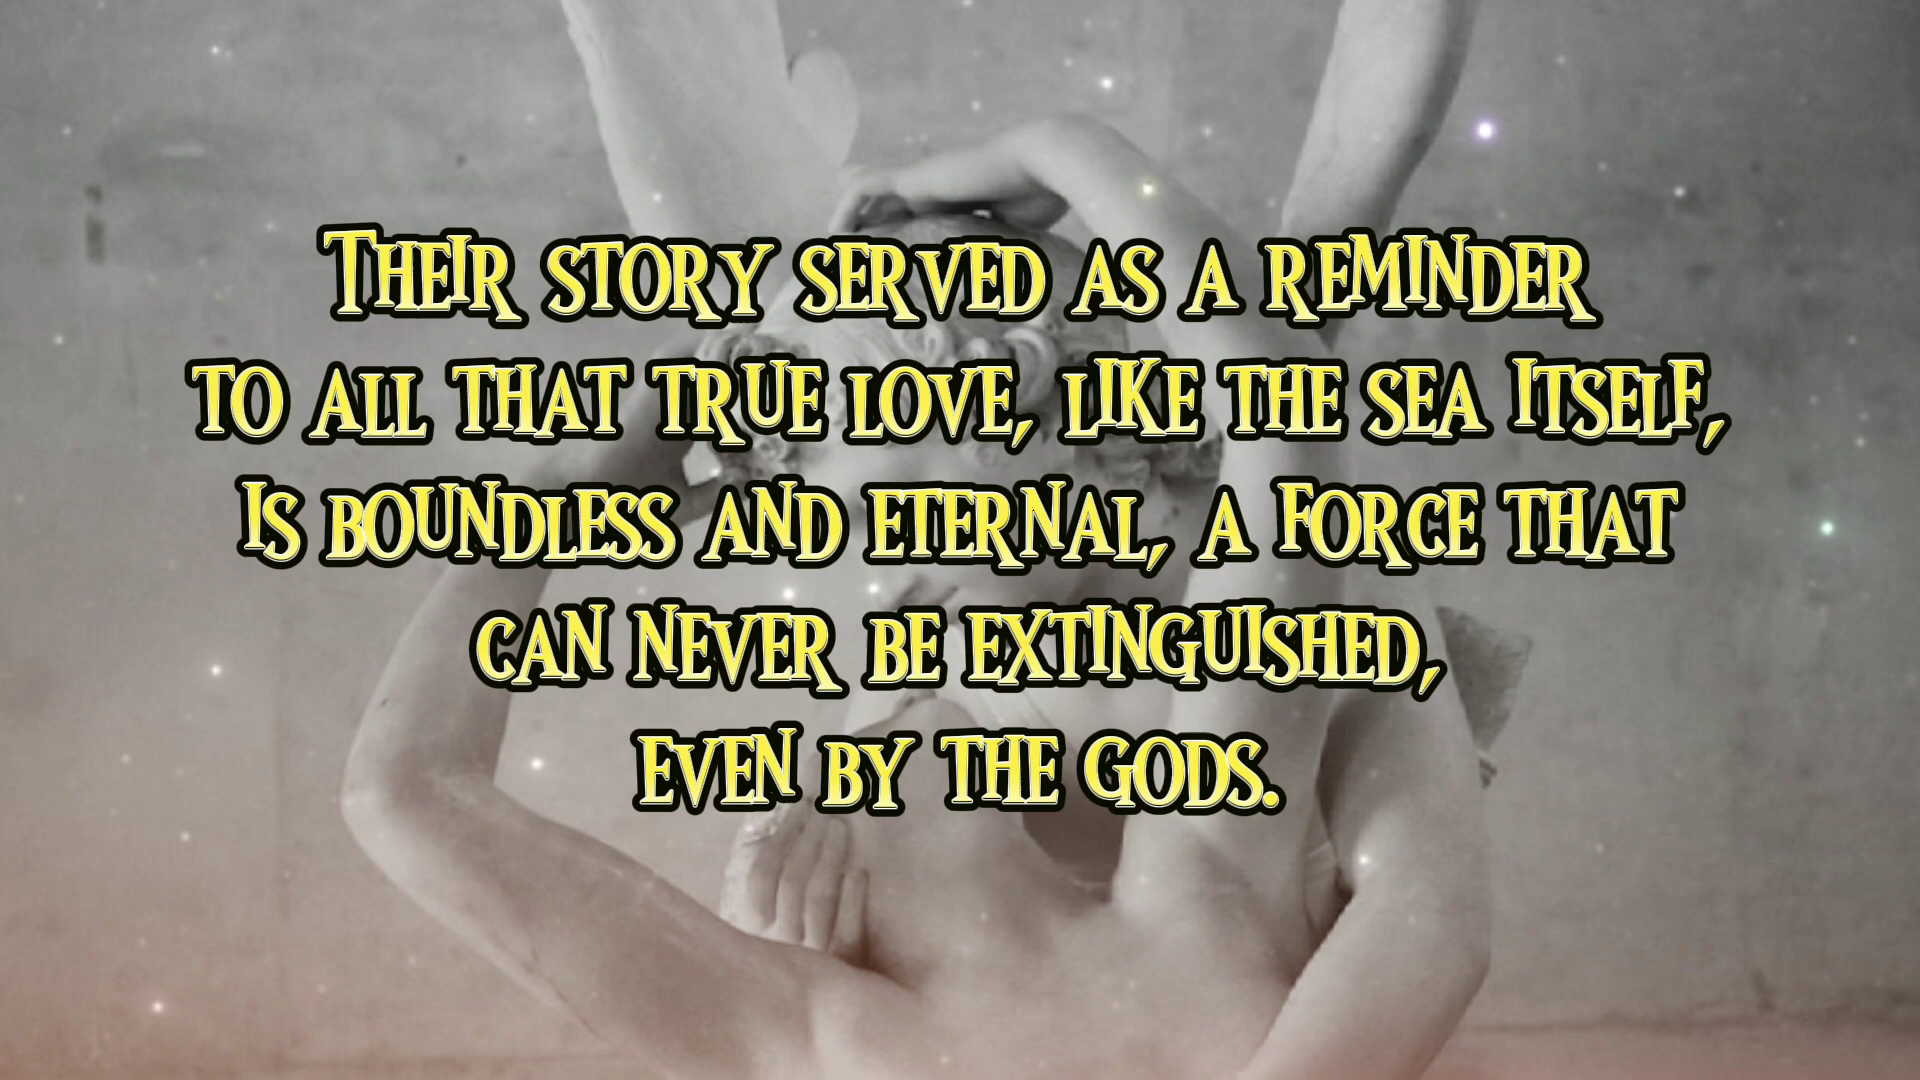 Their story served as a reminder
to all that true love, like the sea itself,
is boundless and eternal, a force that
can never be extinguished,
even by the gods.